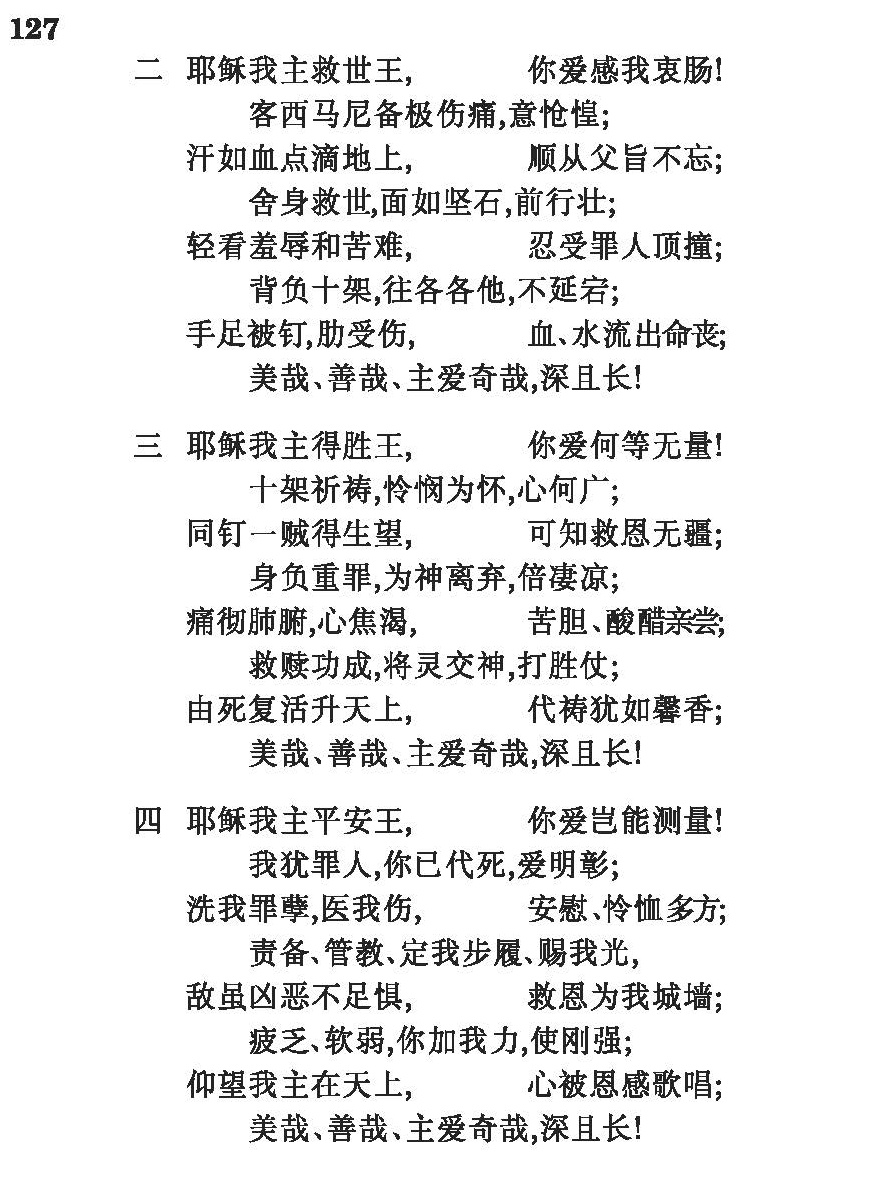 127
二 耶稣我主救世王, 你爱感我衷肠!
客西马尼备极伤痛,意怆惶;
汗如血点滴地上, 顺从父旨不忘;
舍身救世,面如坚石,前行壮;
轻看羞辱和苦难, 忍受罪人顶撞;
背负十架,往各各他,不延宕;
手足被钉,肋受伤, 血、水流出命丧;
美哉、善哉、主爱奇哉,深且长!
三 耶稣我主得胜王, 你爱何等无量!
十架祈祷,怜悯为怀,心何广;
同钉一贼得生望, 可知救恩无疆;
身负重罪,为神离弃,倍凄凉;
痛彻肺腑,心焦渴, 苦胆、酸醋亲尝;
救赎功成,将灵交神,打胜仗;
由死复活升天上, 代祷犹如馨香;
美哉、善哉、主爱奇哉,深且长!
四 耶稣我主平安王, 你爱岂能测量!
我犹罪人,你已代死,爱明彰;
洗我罪孽,医我伤, 安慰、怜恤多方;
责备、管教、定我步履、赐我光,
敌虽凶恶不足惧, 救恩为我城墙;
疲乏、软弱,你加我力,使刚强;
仰望我主在天上, 心被恩感歌唱;
美哉、善哉、主爱奇哉,深且长!